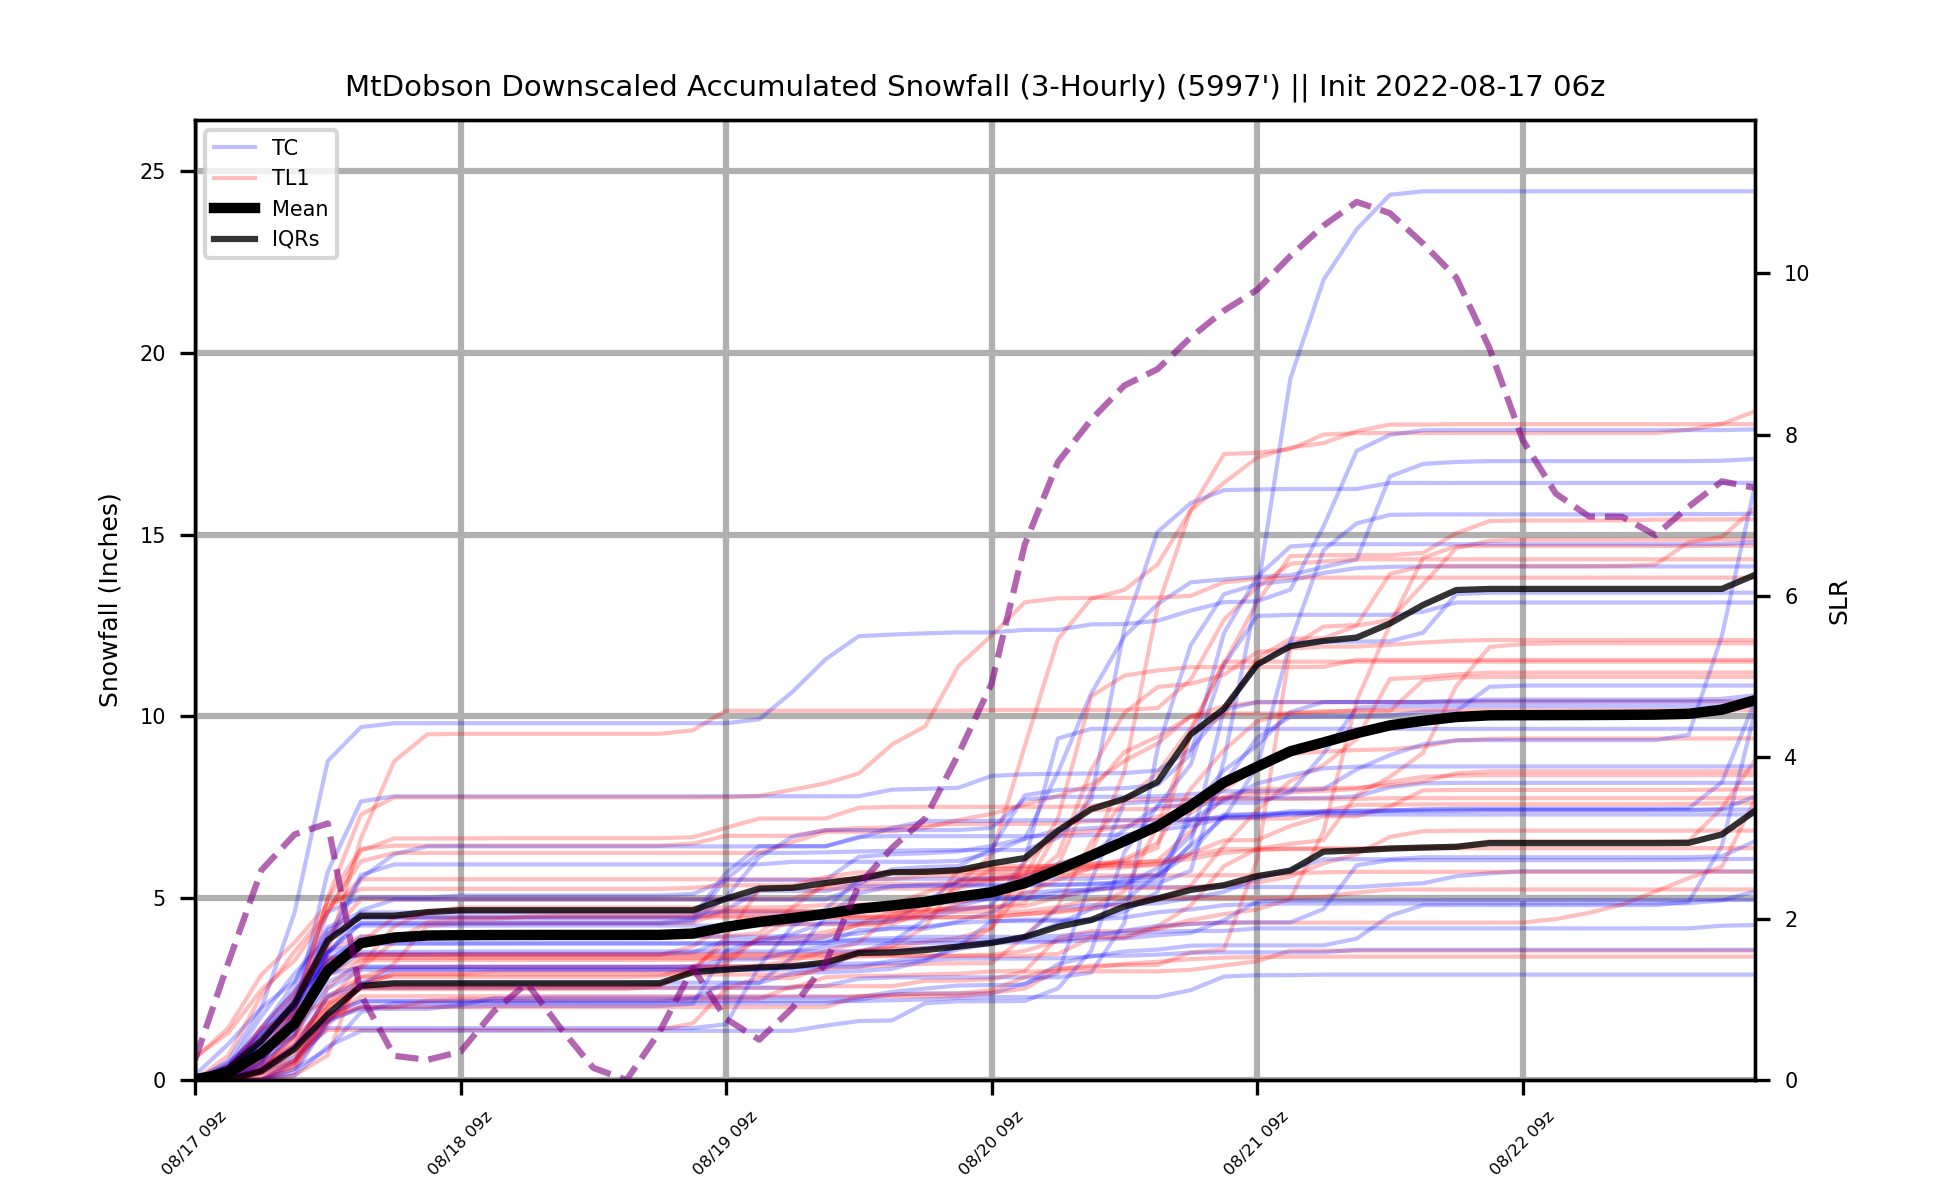 MtDobson Downscaled Accumulated Snowfall (3-Hourly) (5997') || Init 2022-08-17 06z
TC
TL1
Mean
IQRs
25
20
15
10
5
0
Snowfall (Inches)
10
8
6
4
2
0
SLR
08/17 09z
08/18 09z
08/19 09z
08/20 09z
08/21 09z
08/22 09z